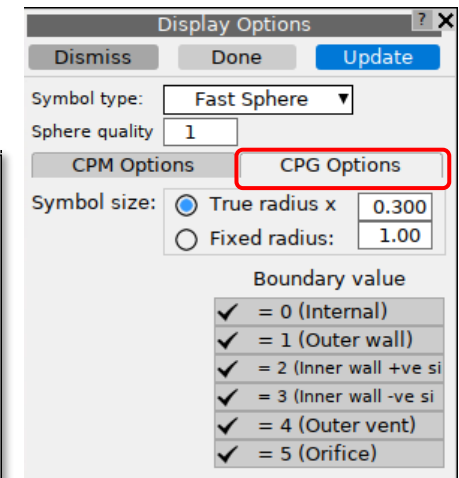 Display Options ? X
Dismiss Done Update
Symbol type: Fast Sphere ▼
Sphere quality 1
CPM Options CPG Options
Symbol size: True radius x 0.300
Fixed radius: 1.00
Boundary value
✓ = 0 (Internal)
✓ = 1 (Outer wall)
✓ = 2 (Inner wall +ve si
✓ = 3 (Inner wall -ve si
✓ = 4 (Outer vent)
✓ = 5 (Orifice)